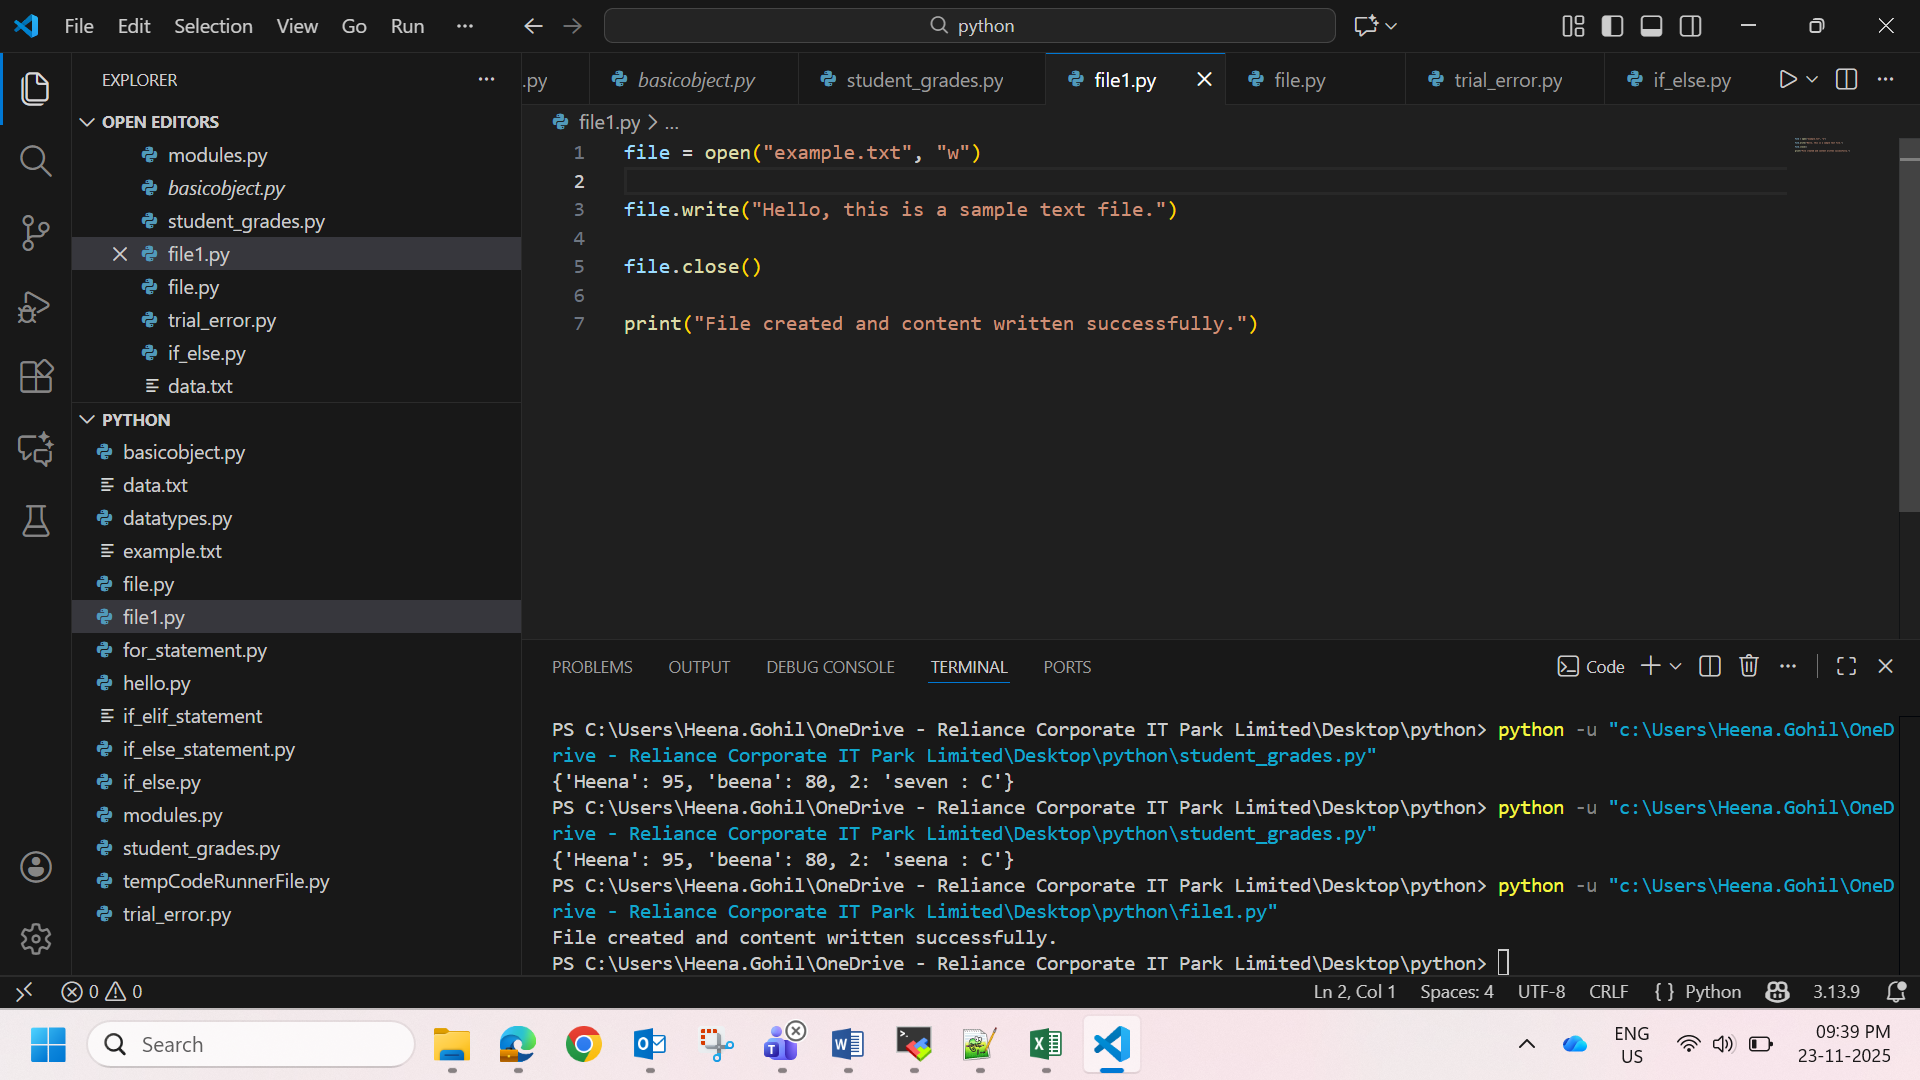 File Edit Selection View Go Run ··· python
EXPLORER ···
.py basicobject.py student_grades.py file1.py file.py trial_error.py if_else.py ···
OPEN EDITORS
modules.py
basicobject.py
student_grades.py
file1.py
file.py
trial_error.py
if_else.py
data.txt
PYTHON
basicobject.py
data.txt
datatypes.py
example.txt
file.py
file1.py
for_statement.py
hello.py
if_elif_statement
if_else_statement.py
if_else.py
modules.py
student_grades.py
tempCodeRunnerFile.py
trial_error.py
file1.py > ...
1 file = open("example.txt", "w")
2
3 file.write("Hello, this is a sample text file.")
4
5 file.close()
6
7 print("File created and content written successfully.")
PROBLEMS OUTPUT DEBUG CONSOLE TERMINAL PORTS Code ···
PS C:\Users\Heena.Gohil\OneDrive - Reliance Corporate IT Park Limited\Desktop\python> python -u "c:\Users\Heena.Gohil\OneD
rive - Reliance Corporate IT Park Limited\Desktop\python\student_grades.py"
{'Heena': 95, 'beena': 80, 2: 'seven : C'}
PS C:\Users\Heena.Gohil\OneDrive - Reliance Corporate IT Park Limited\Desktop\python> python -u "c:\Users\Heena.Gohil\OneD
rive - Reliance Corporate IT Park Limited\Desktop\python\student_grades.py"
{'Heena': 95, 'beena': 80, 2: 'seena : C'}
PS C:\Users\Heena.Gohil\OneDrive - Reliance Corporate IT Park Limited\Desktop\python> python -u "c:\Users\Heena.Gohil\OneD
rive - Reliance Corporate IT Park Limited\Desktop\python\file1.py"
File created and content written successfully.
PS C:\Users\Heena.Gohil\OneDrive - Reliance Corporate IT Park Limited\Desktop\python>
0 0 Ln 2, Col 1 Spaces: 4 UTF-8 CRLF { } Python 3.13.9
Search
ENG
US
09:39 PM
23-11-2025